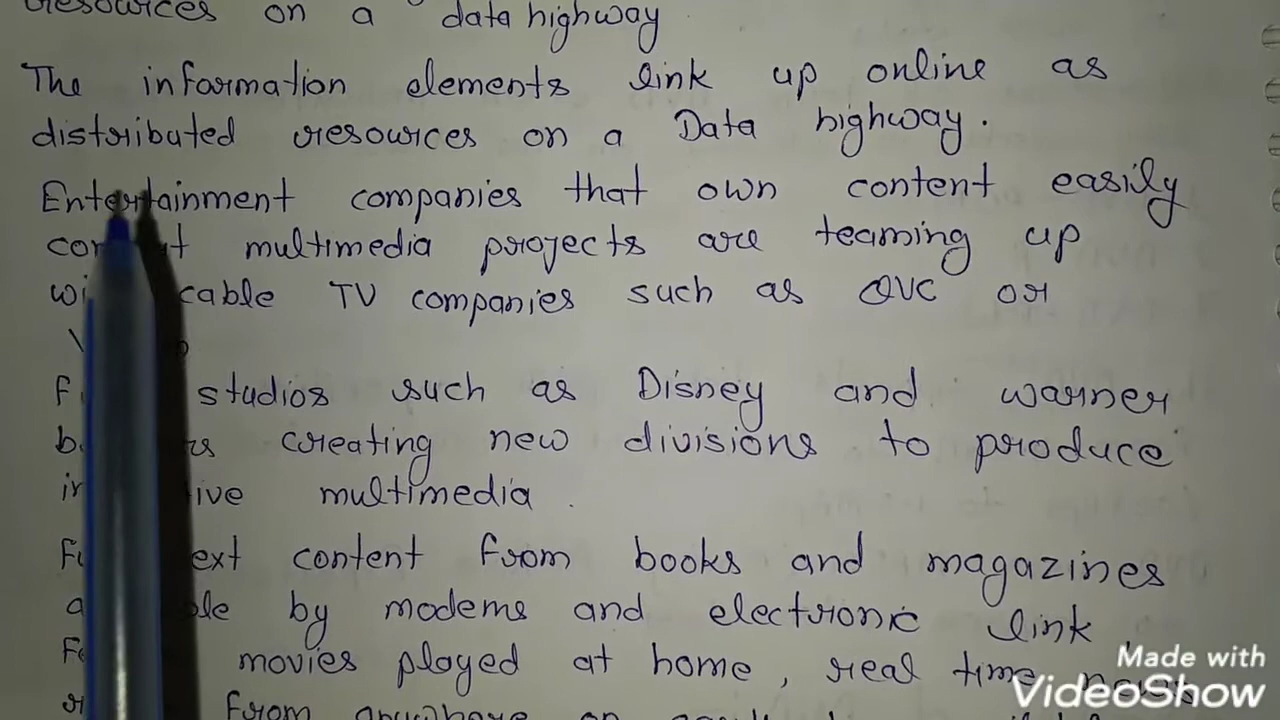 resources on a data highway
The information elements link up online as
distributed resources on a Data highway.
Entertainment companies that own content easily
multimedia projects are teaming up
cable TV companies such as QVC or
studios such as Disney and warner
creating new divisions to produce
multimedia.
content from books and magazines
by modems and electronic link
movies played at home, real time news
from anywhere on
Made with
VideoShow